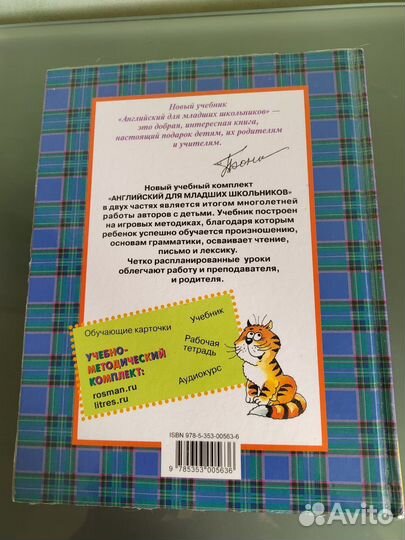 Новый учебник
«Английский для младших школьников» —
это добрая, интересная книга,
настоящий подарок детям, их родителям
и учителям.
Новый учебный комплект
«АНГЛИЙСКИЙ ДЛЯ МЛАДШИХ ШКОЛЬНИКОВ»
в двух частях является итогом многолетней
работы авторов с детьми. Учебник построен
на игровых методиках, благодаря которым
ребенок успешно обучается произношению,
основам грамматики, осваивает чтение,
письмо и лексику.
Четко распланированные уроки
облегчают работу и преподавателя,
и родителя.
Обучающие карточки
Учебник
УЧЕБНО-
МЕТОДИЧЕСКИЙ
КОМПЛЕКТ:
Рабочая
тетрадь
rosman.ru
litres.ru
Аудиокурс
ISBN 978-5-353-00563-6
9 785353 005636
Avito